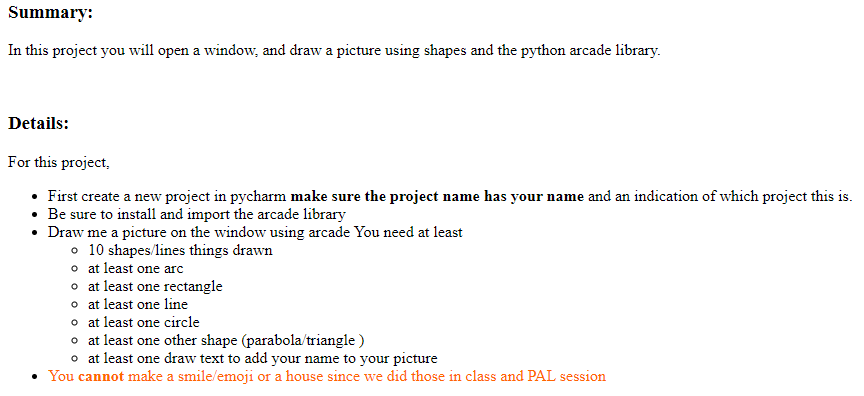 Summary:
In this project you will open a window, and draw a picture using shapes and the python arcade library.
Details:
For this project,
First create a new project in pycharm make sure the project name has your name and an indication of which project this is.
Be sure to install and import the arcade library
Draw me a picture on the window using arcade You need at least
10 shapes/lines things drawn
at least one arc
at least one rectangle
at least one line
at least one circle
at least one other shape (parabola/triangle )
at least one draw text to add your name to your picture
You cannot make a smile/emoji or a house since we did those in class and PAL session